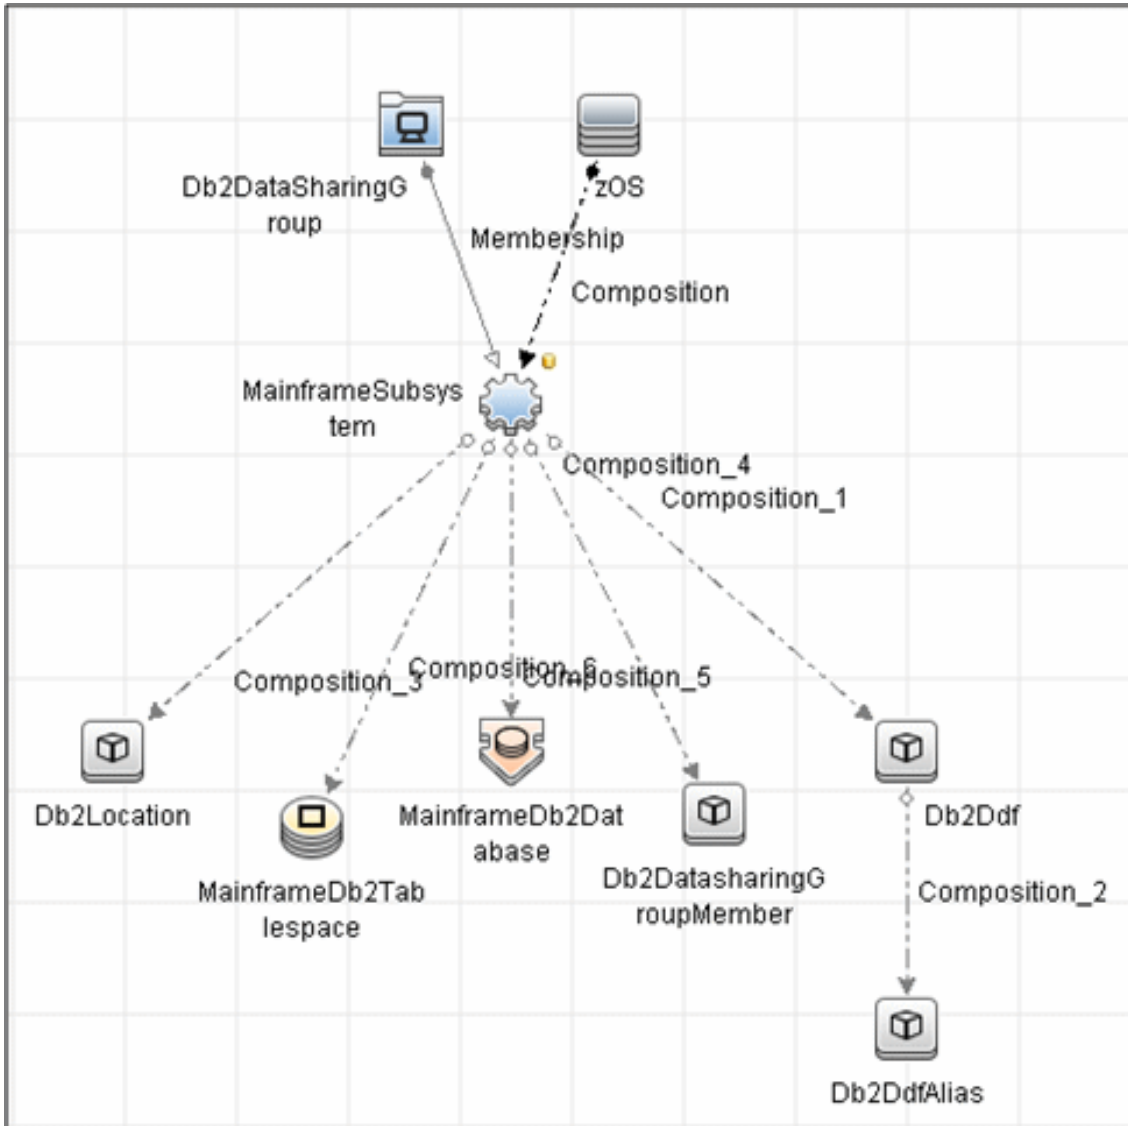 Db2DataSharingG
roup
zOS
Membership
Composition
MainframeSubsys
tem
Composition_4
Composition_1
Composition_3
Composition_6
Composition_5
Db2Location
MainframeDb2Dat
abase
Db2Ddf
MainframeDb2Tab
lespace
Db2DatasharingG
roupMember
Composition_2
Db2DdfAlias